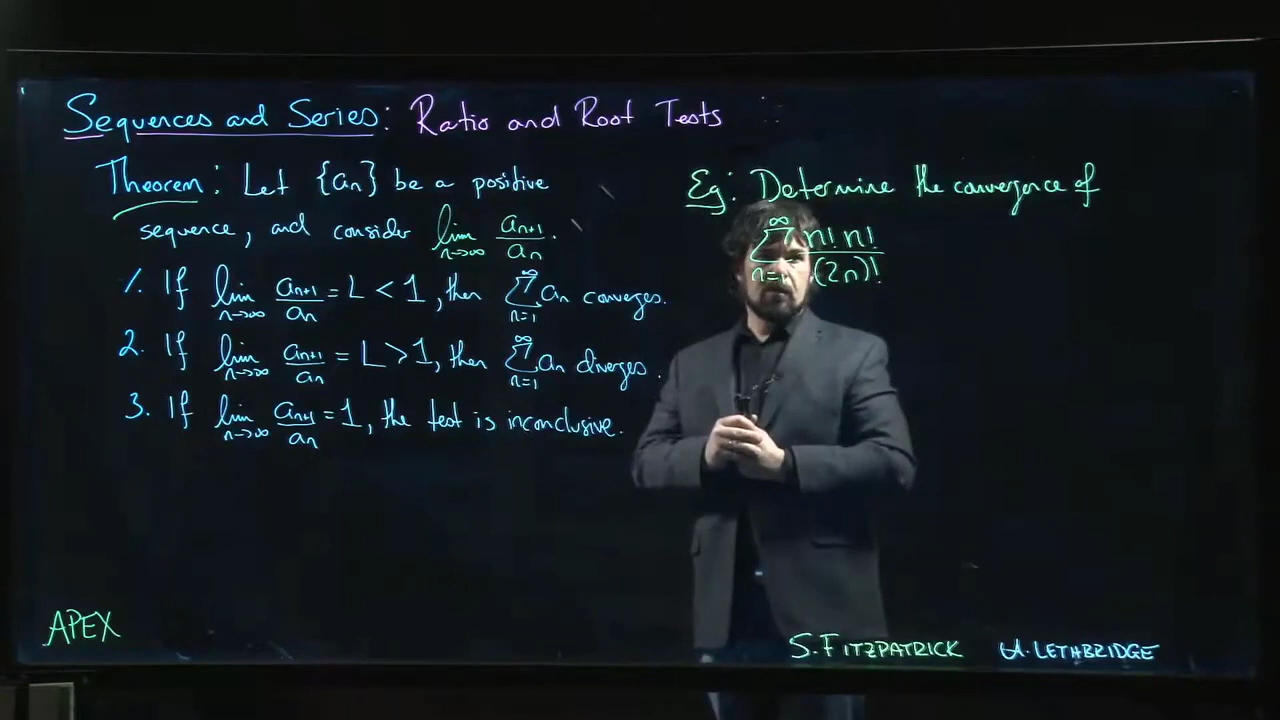 Sequences and Series: Ratio and Root Tests
Theorem: Let {aₙ} be a positive
sequence, and consider lim n→∞ aₙ₊₁/aₙ.
1. If lim n→∞ aₙ₊₁/aₙ = L < 1, then ∞∑n=1 aₙ converges.
2. If lim n→∞ aₙ₊₁/aₙ = L > 1, then ∞∑n=1 aₙ diverges.
3. If lim n→∞ aₙ₊₁/aₙ = 1, the test is inconclusive.
Eg: Determine the convergence of
∞∑n=1 n! n!/(2n)!
APEX
S. FITZPATRICK U. LETHBRIDGE